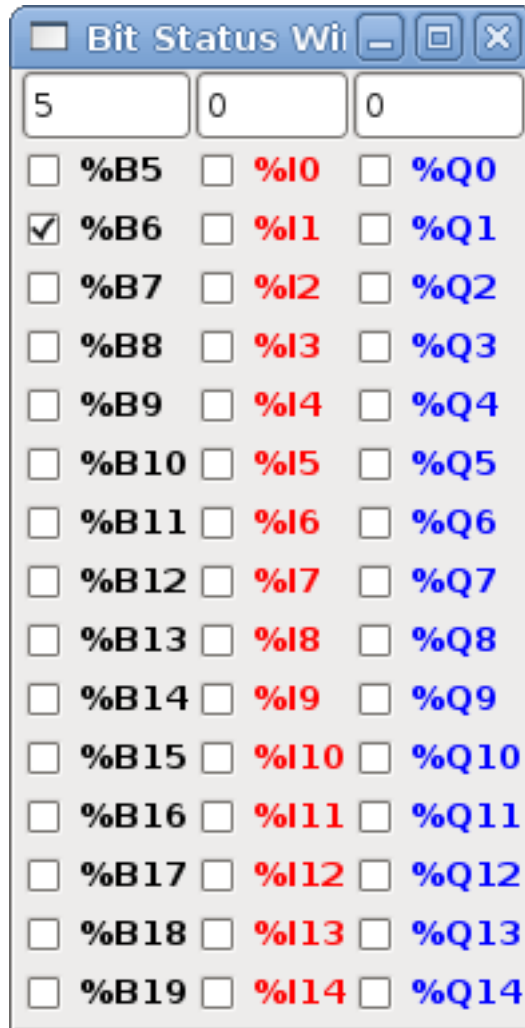 Bit Status Wi
5 0 0
%B5 %I0 %Q0
%B6 %I1 %Q1
%B7 %I2 %Q2
%B8 %I3 %Q3
%B9 %I4 %Q4
%B10 %I5 %Q5
%B11 %I6 %Q6
%B12 %I7 %Q7
%B13 %I8 %Q8
%B14 %I9 %Q9
%B15 %I10 %Q10
%B16 %I11 %Q11
%B17 %I12 %Q12
%B18 %I13 %Q13
%B19 %I14 %Q14